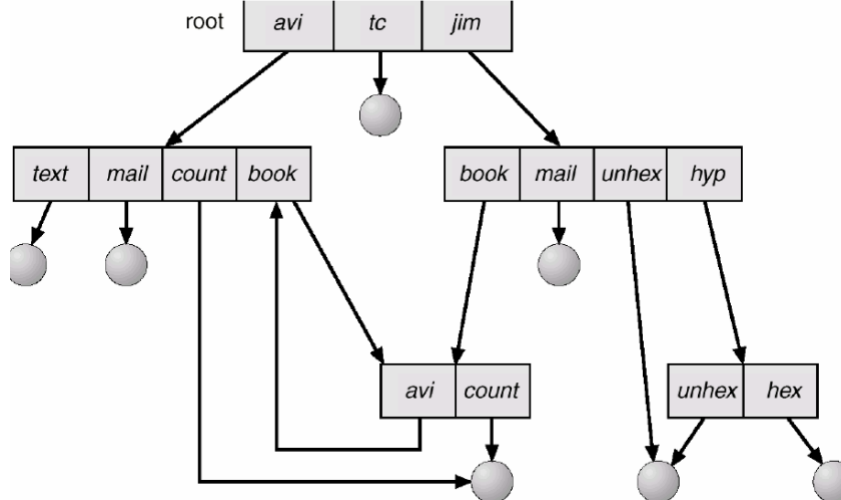 root avi tc jim
text mail count book book mail unhex hyp
avi count unhex hex